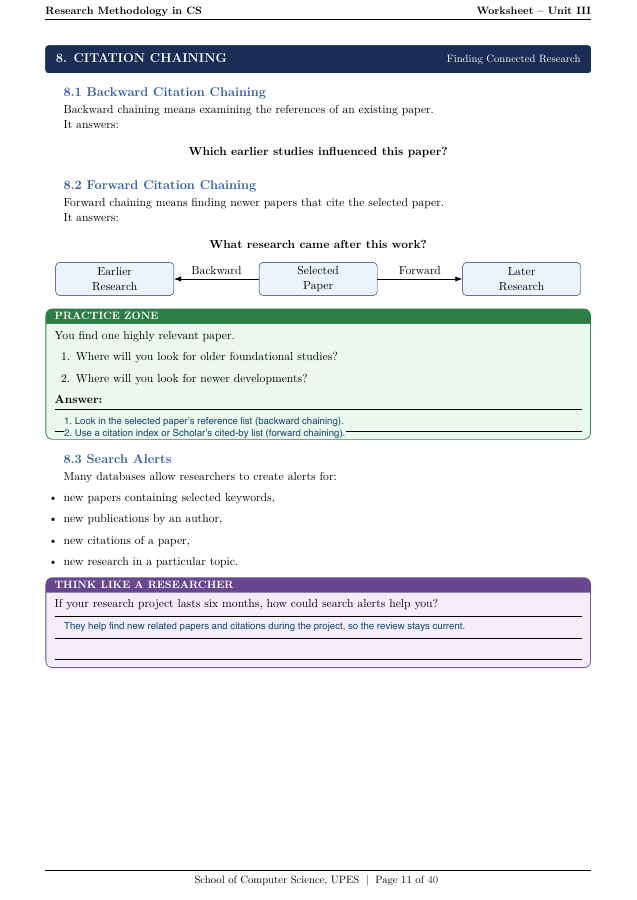 Research Methodology in CS Worksheet – Unit III
8. CITATION CHAINING Finding Connected Research
8.1 Backward Citation Chaining
Backward chaining means examining the references of an existing paper.
It answers:
Which earlier studies influenced this paper?
8.2 Forward Citation Chaining
Forward chaining means finding newer papers that cite the selected paper.
It answers:
What research came after this work?
Earlier Research
Backward
Selected Paper
Forward
Later Research
PRACTICE ZONE
You find one highly relevant paper.
1. Where will you look for older foundational studies?
2. Where will you look for newer developments?
Answer:
1. Look in the selected paper's reference list (backward chaining).
2. Use a citation index or Scholar's cited-by list (forward chaining).
8.3 Search Alerts
Many databases allow researchers to create alerts for:
• new papers containing selected keywords,
• new publications by an author,
• new citations of a paper,
• new research in a particular topic.
THINK LIKE A RESEARCHER
If your research project lasts six months, how could search alerts help you?
They help find new related papers and citations during the project, so the review stays current.
School of Computer Science, UPES | Page 11 of 40